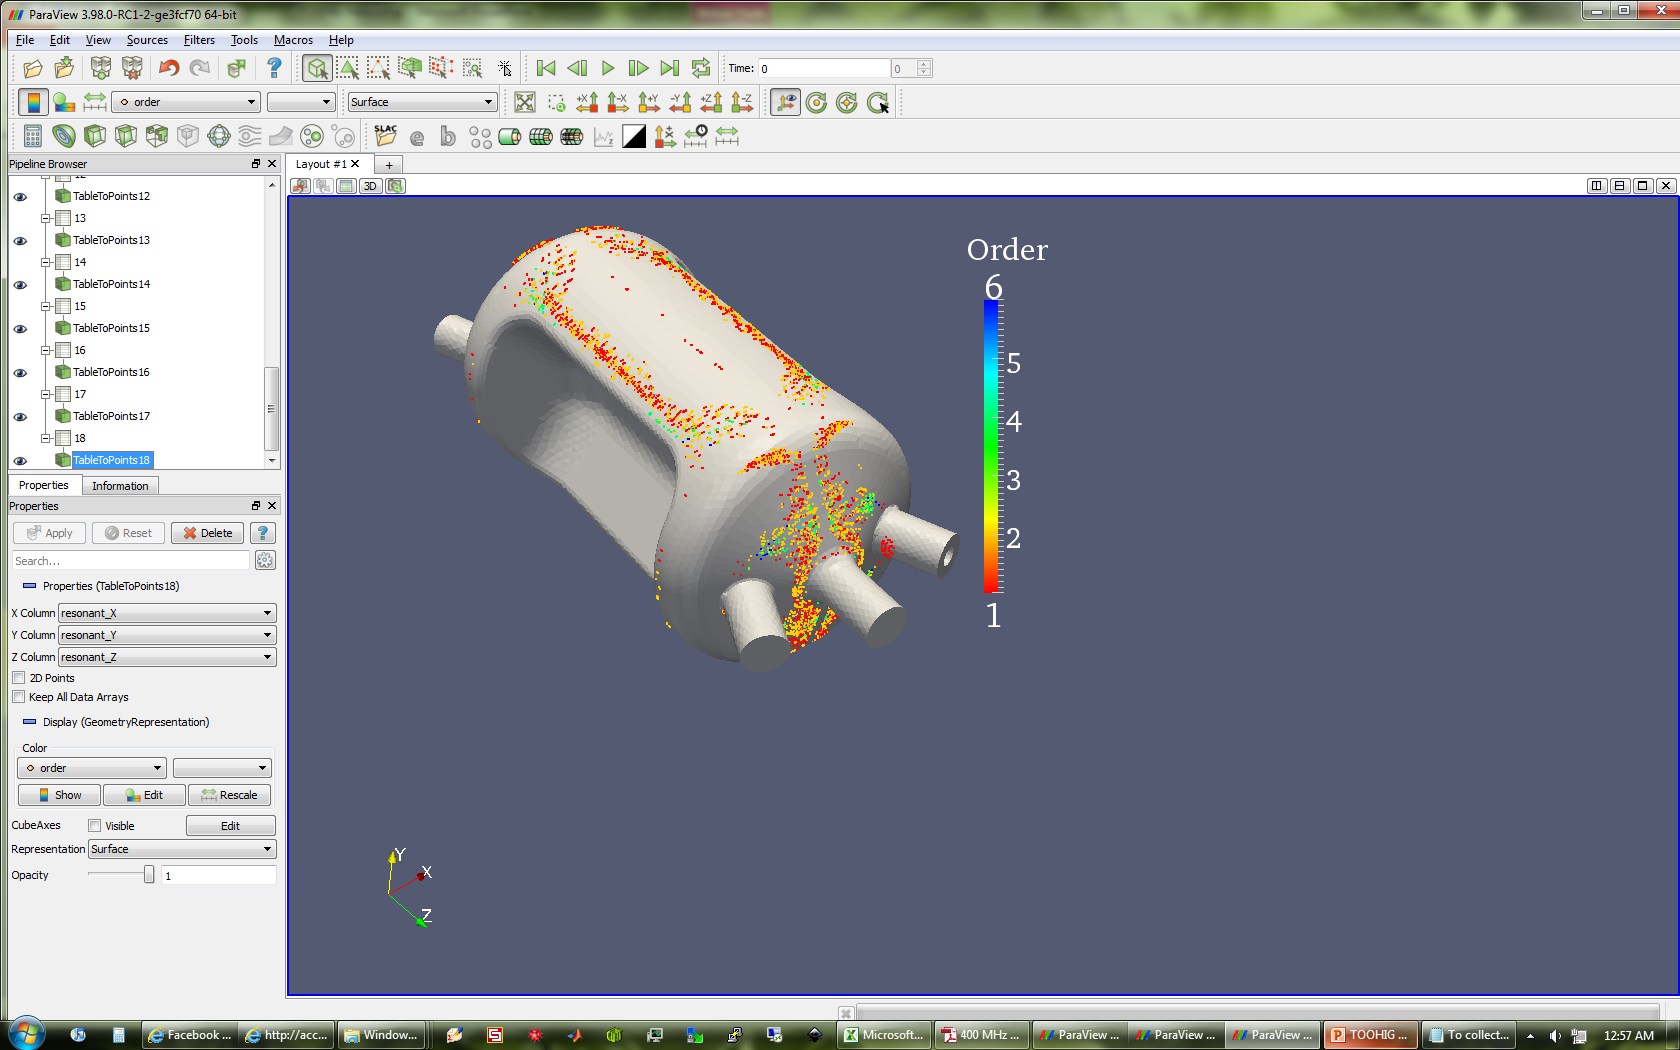 ParaView 3.98.0-RC1-2-ge3fcf70 64-bit
File Edit View Sources Filters Tools Macros Help
Time: 0 0
order Surface
+X -X +Y -Y +Z -Z
SLAC
Pipeline Browser
Layout #1
3D
12
TableToPoints12
13
TableToPoints13
14
TableToPoints14
15
TableToPoints15
16
TableToPoints16
17
TableToPoints17
18
TableToPoints18
Properties Information
Properties
Apply Reset Delete ?
Search...
Properties (TableToPoints18)
X Column resonant_X
Y Column resonant_Y
Z Column resonant_Z
2D Points
Keep All Data Arrays
Display (GeometryRepresentation)
Color
order
Show Edit Rescale
CubeAxes Visible Edit
Representation Surface
Opacity 1
Order
6
5
4
3
2
1
Y
X
Z
Facebook ... http://acc... Window... Microsoft... 400 MHz ... ParaView ... ParaView ... ParaView ... TOOHIG ... To collect... 12:57 AM